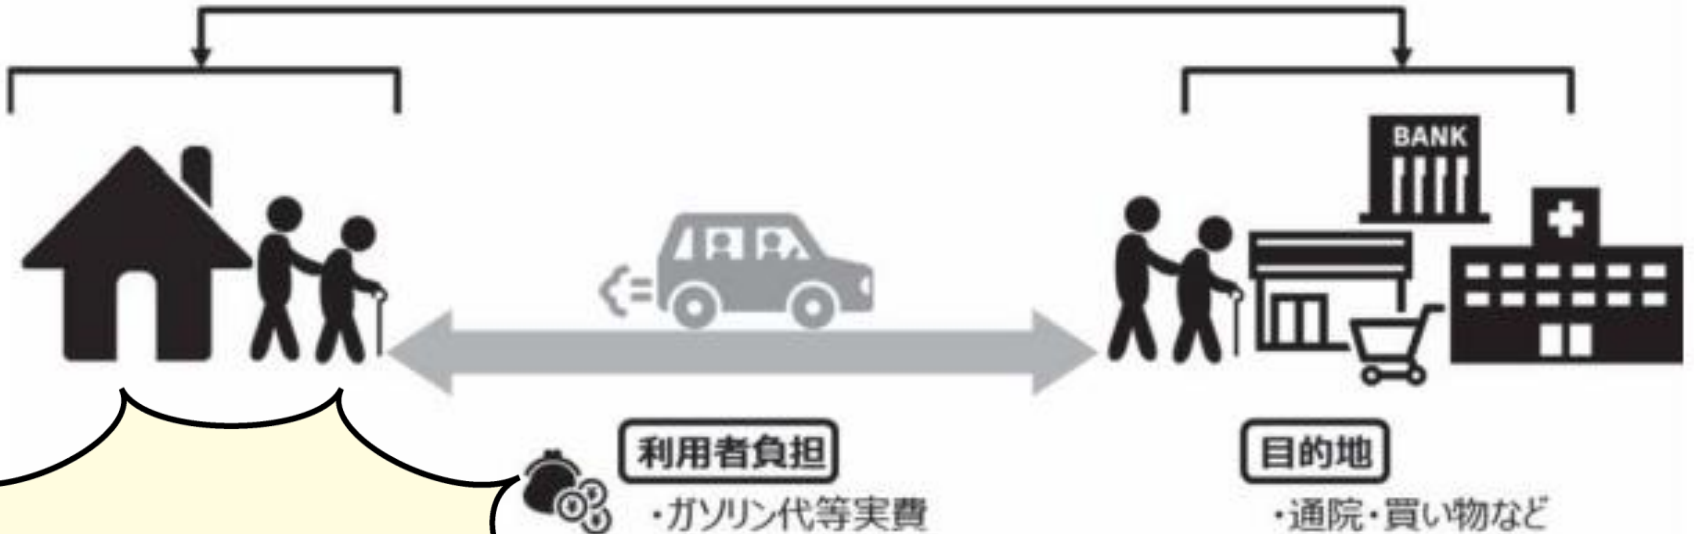 BANK
利用者負担
・ガソリン代等実費
目的地
・通院・買い物など